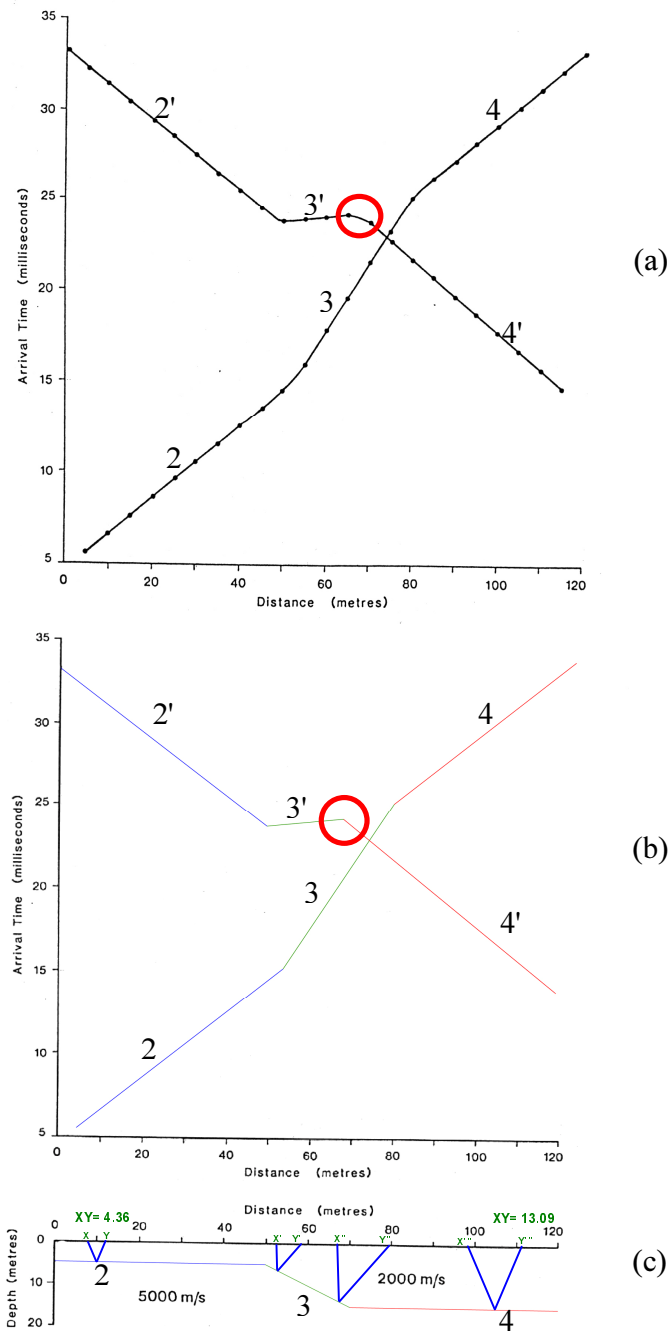 35
30
25
20
15
10
5
Arrival Time (milliseconds)
2'
3'
4
3
4'
2
0 20 40 60 80 100 120
Distance (metres)
(a)
35
30
25
20
15
10
5
Arrival Time (milliseconds)
2'
3'
4
3
4'
2
0 20 40 60 80 100 120
Distance (metres)
(b)
Distance (metres)
XY= 4.36
XY= 13.09
0 20 40 60 80 100 120
X Y X' Y' X" Y" X''' Y'''
0
10
20
Depth (metres)
2
5000 m/s
3
2000 m/s
4
(c)